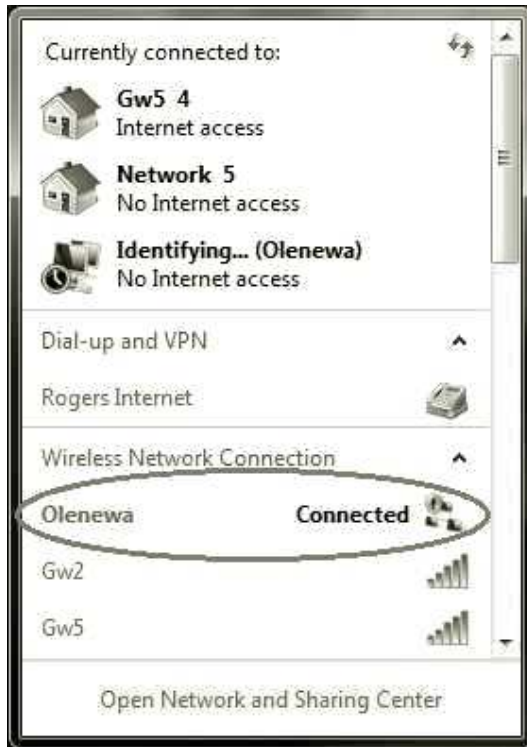 Currently connected to:
Gw5 4
Internet access
Network 5
No Internet access
Identifying... (Olenewa)
No Internet access
Dial-up and VPN
Rogers Internet
Wireless Network Connection
Olenewa Connected
Gw2
Gw5
Open Network and Sharing Center